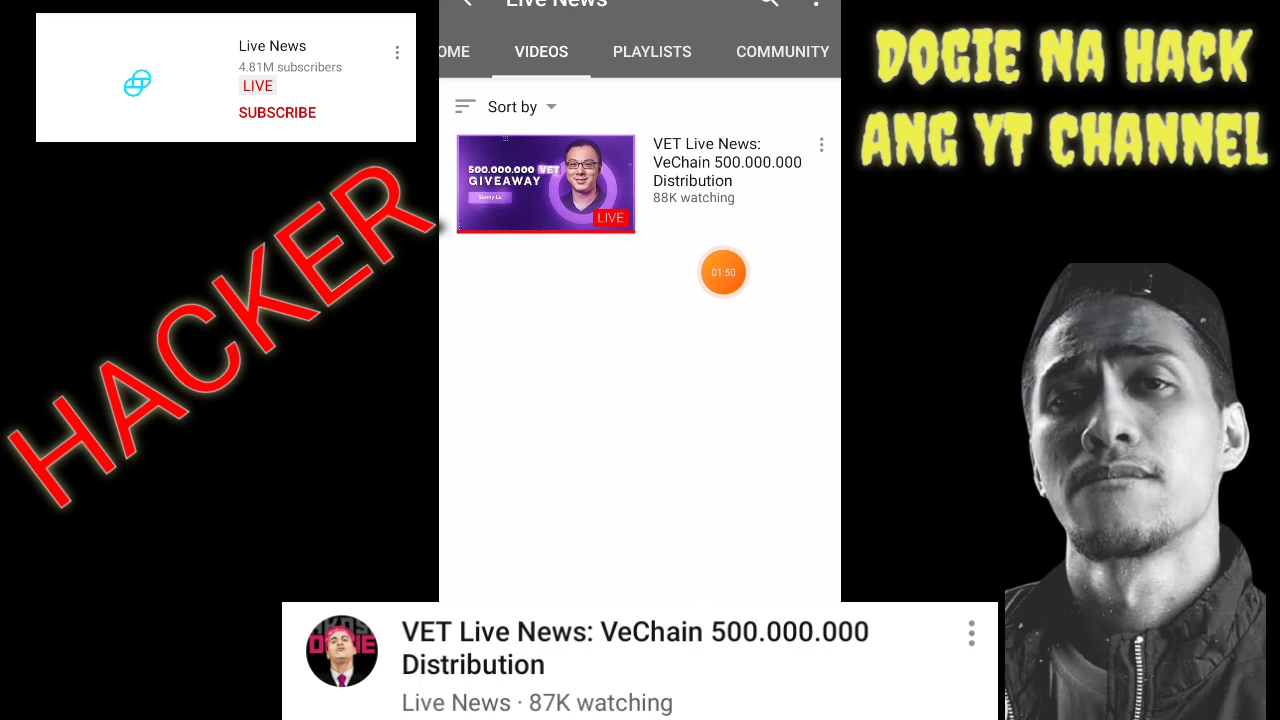 Live News
4.81M subscribers
LIVE
SUBSCRIBE
HACKER
Live News
OME VIDEOS PLAYLISTS COMMUNITY
Sort by
500.000.000 VET
GIVEAWAY
Sunny Lu
LIVE
VET Live News:
VeChain 500.000.000
Distribution
88K watching
01:50
DOGIE NA HACK
ANG YT CHANNEL
VET Live News: VeChain 500.000.000
Distribution
Live News · 87K watching